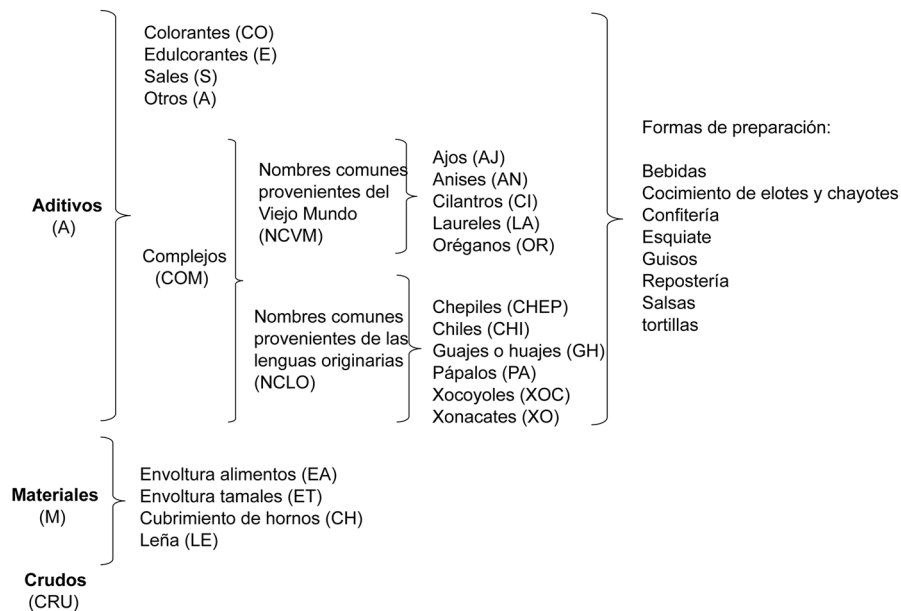 Colorantes (CO)
Edulcorantes (E)
Sales (S)
Otros (A)
Aditivos
(A)
Complejos
(COM)
Nombres comunes
provenientes del
Viejo Mundo
(NCVM)
Ajos (AJ)
Anises (AN)
Cilantros (CI)
Laureles (LA)
Oréganos (OR)
Nombres comunes
provenientes de las
lenguas originarias
(NCLO)
Chepiles (CHEP)
Chiles (CHI)
Guajes o huajes (GH)
Pápalos (PA)
Xocoyoles (XOC)
Xonacates (XO)
Formas de preparación:
Bebidas
Cocimiento de elotes y chayotes
Confitería
Esquiate
Guisos
Repostería
Salsas
tortillas
Materiales
(M)
Envoltura alimentos (EA)
Envoltura tamales (ET)
Cubrimiento de hornos (CH)
Leña (LE)
Crudos
(CRU)